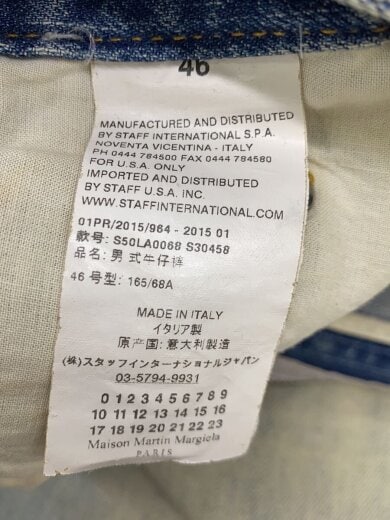 46
MANUFACTURED AND DISTRIBUTED
BY STAFF INTERNATIONAL S.P.A.
NOVENTA VICENTINA - ITALY
PH 0444 784500 FAX 0444 784580
FOR U.S.A. ONLY
IMPORTED AND DISTRIBUTED
BY STAFF U.S.A. INC.
WWW.STAFFINTERNATIONAL.COM
01PR/2015/964 - 2015 01
款号: S50LA0068 S30458
品名: 男 式牛仔裤
46 号型: 165/68A
MADE IN ITALY
イタリア製
原产国: 意大利製造
(株)スタッフインターナショナルジャパン
03-5794-9931
0 1 2 3 4 5 6 7 8 9
10 11 12 13 14 15 16
17 18 19 20 21 22 23
Maison Martin Margiela
PARIS